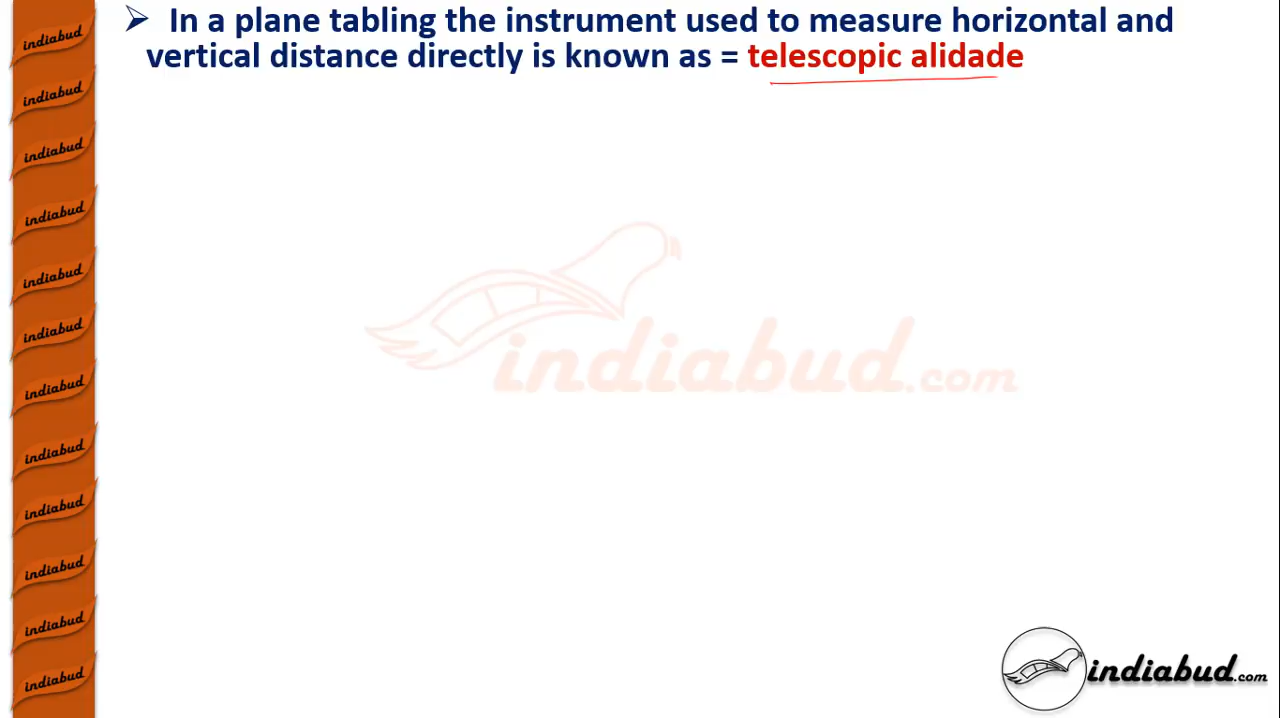 ➢ In a plane tabling the instrument used to measure horizontal and
vertical distance directly is known as = telescopic alidade
indiabud
indiabud
indiabud
indiabud
indiabud
indiabud
indiabud
indiabud
indiabud
indiabud
indiabud
indiabud
indiabud.com
indiabud.com